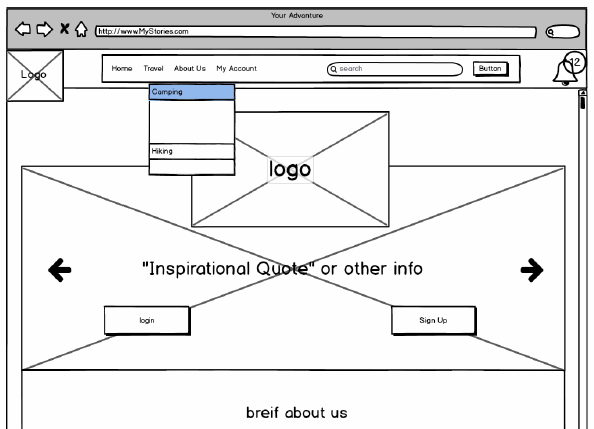 Your Adventure
http://www.MyStories.com
Logo
Home Travel About Us My Account search Button
12
Camping
Hiking
logo
"Inspirational Quote" or other info
login Sign Up
breif about us